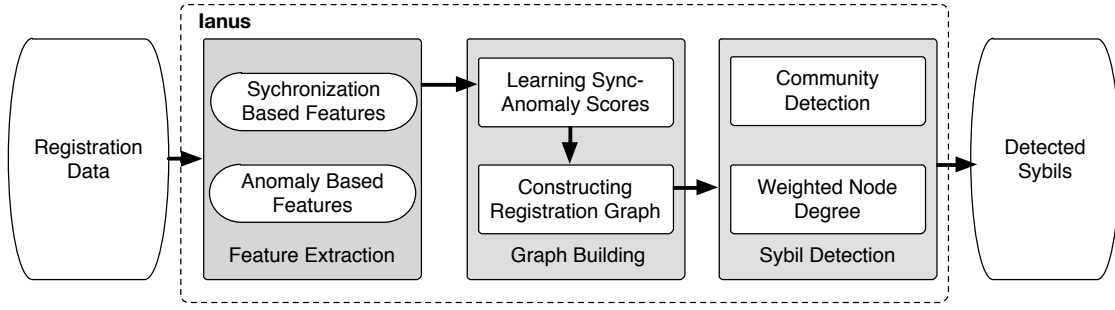 Ianus
Registration
Data
Sychronization
Based Features
Anomaly Based
Features
Feature Extraction
Learning Sync-
Anomaly Scores
Constructing
Registration Graph
Graph Building
Community
Detection
Weighted Node
Degree
Sybil Detection
Detected
Sybils